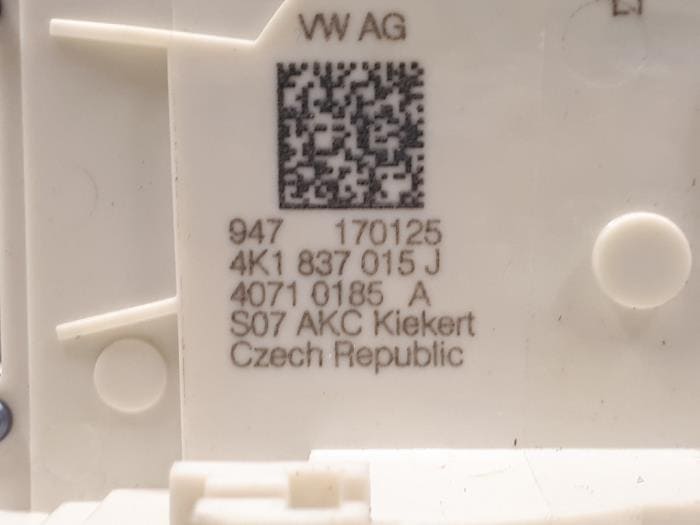 VW AG
947 170125
4K1 837 015 J
4071 0185 A
S07 AKC Kiekert
Czech Republic